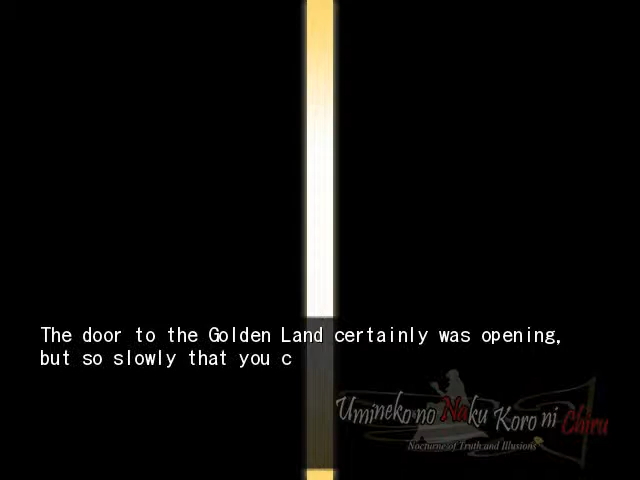 The door to the Golden Land certainly was opening,
but so slowly that you c
Umineko no Naku Koro ni Chiru
Nocturne of Truth and Illusions